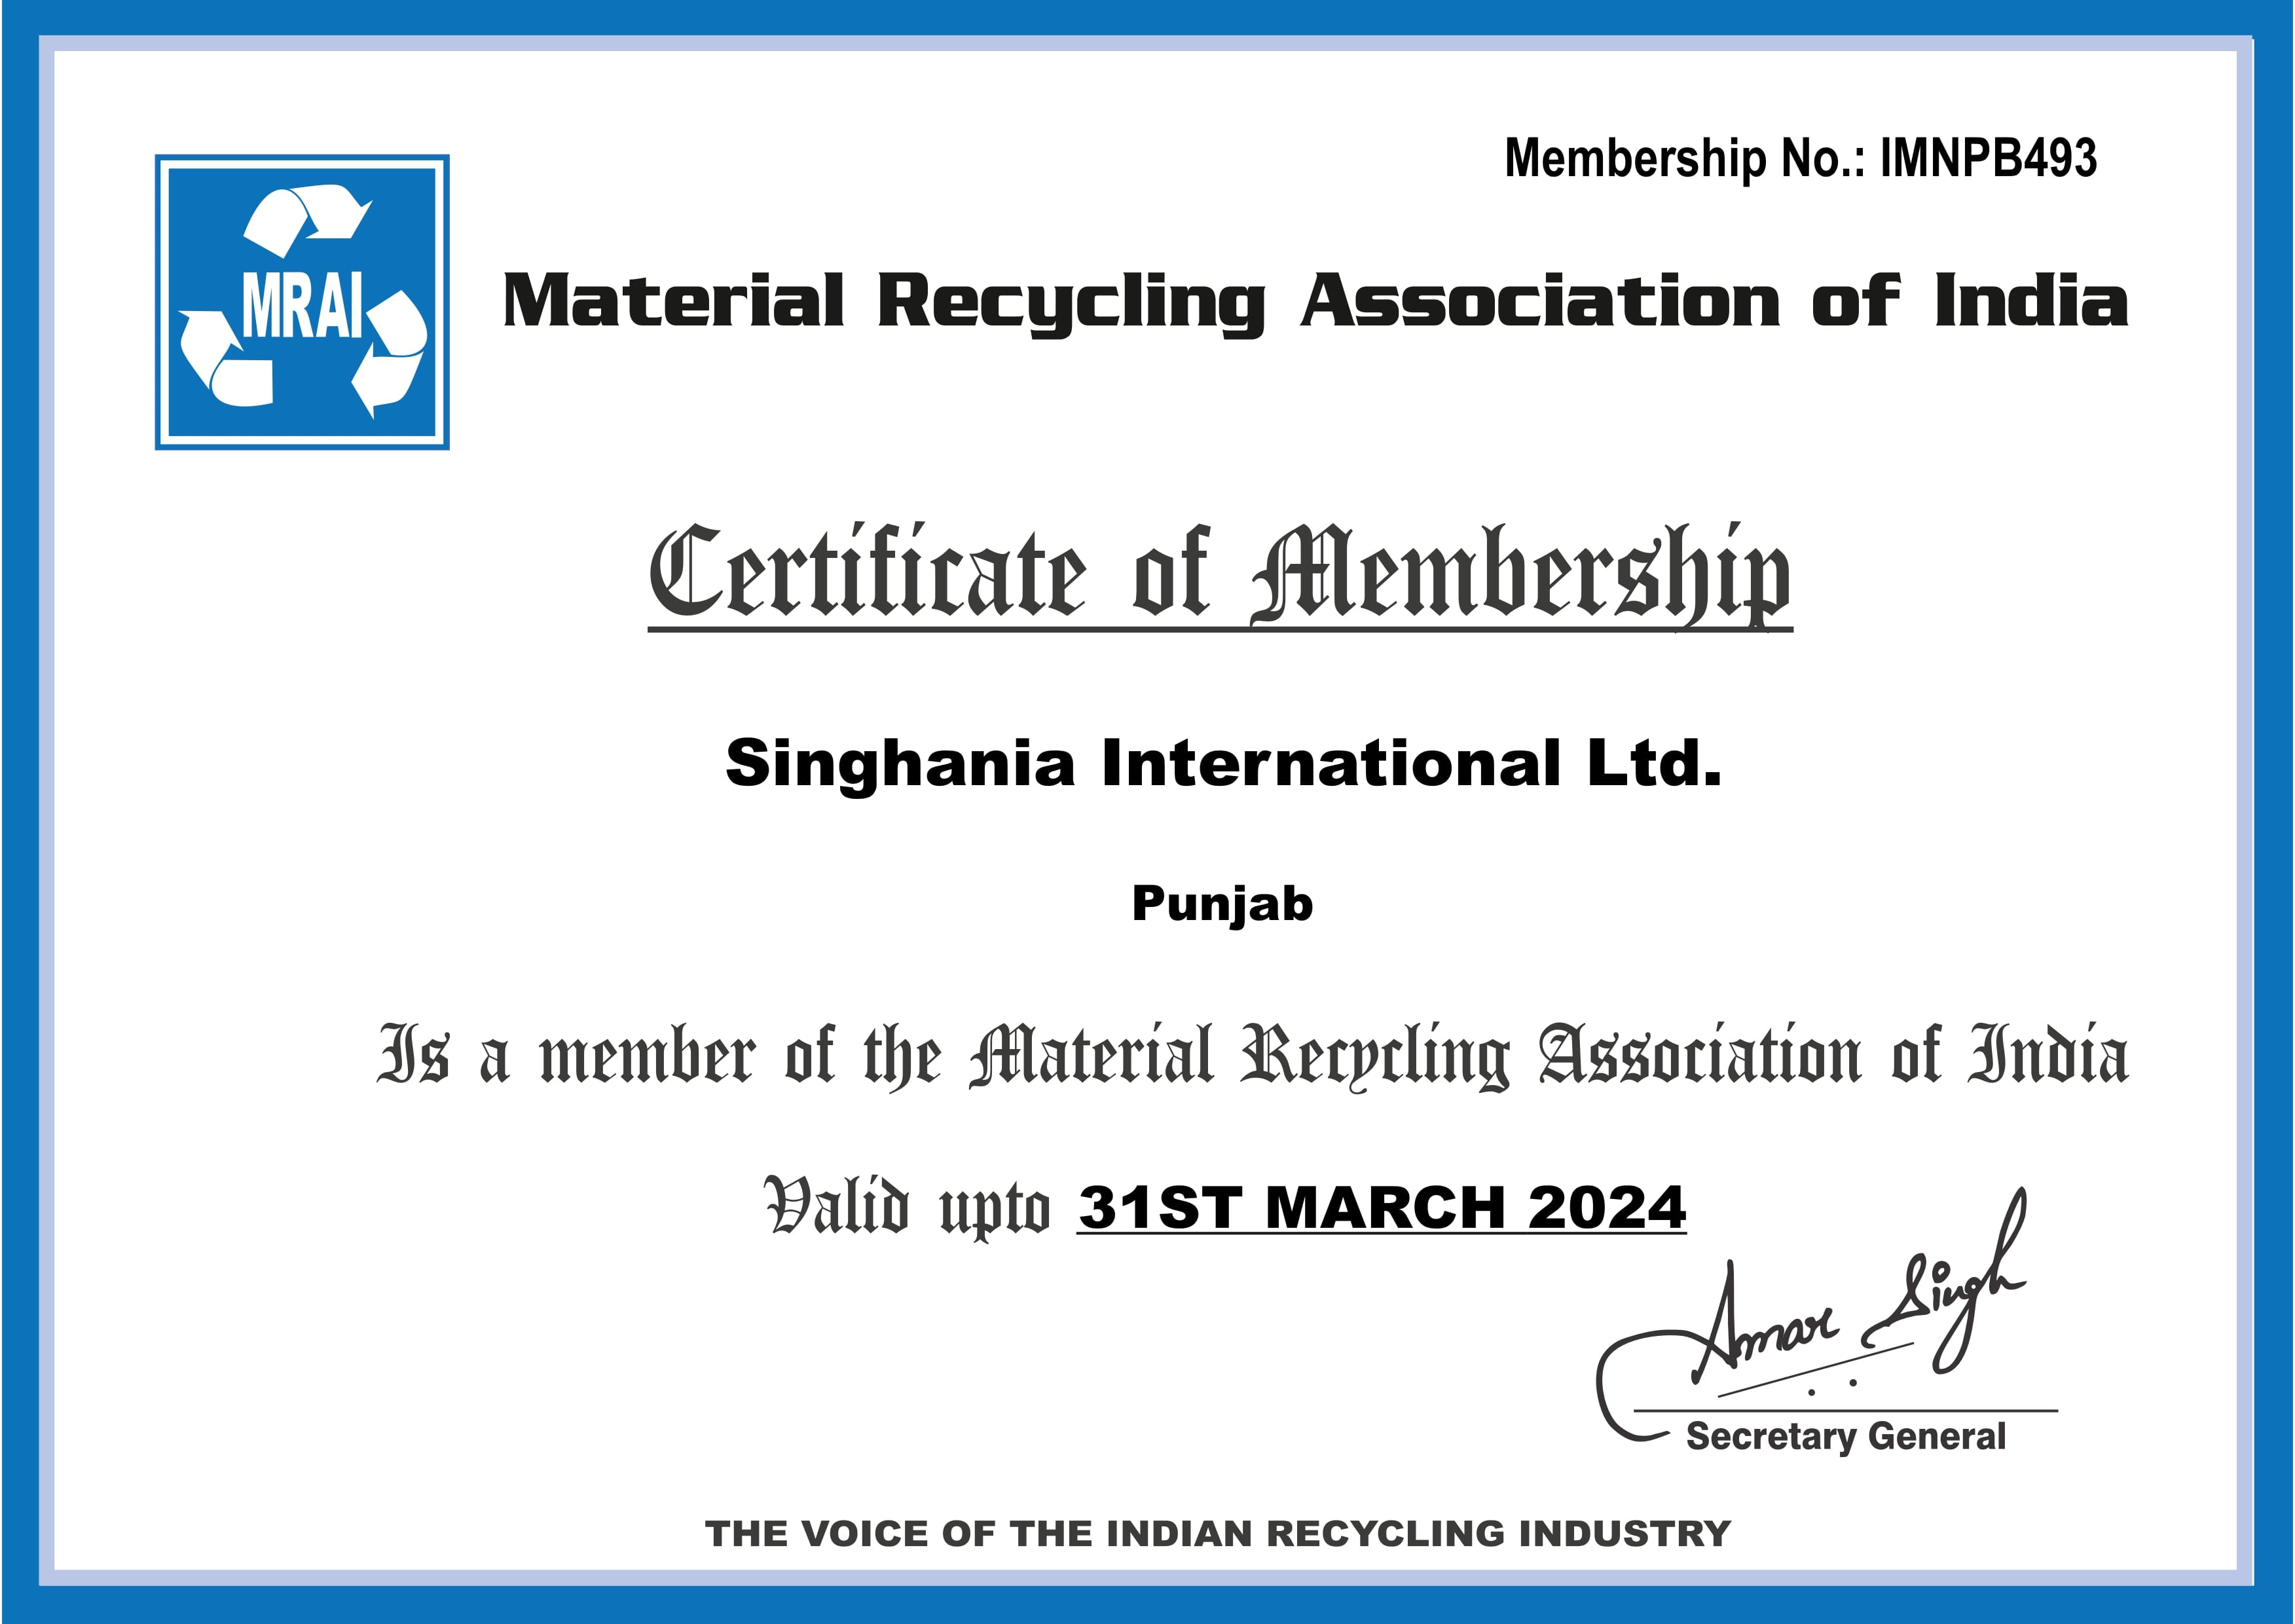 Membership No.: IMNPB493
MRAI
Material Recycling Association of India
Certificate of Membership
Singhania International Ltd.
Punjab
Is a member of the Material Recycling Association of India
Valid upto 31ST MARCH 2024
Amar Singh
Secretary General
THE VOICE OF THE INDIAN RECYCLING INDUSTRY